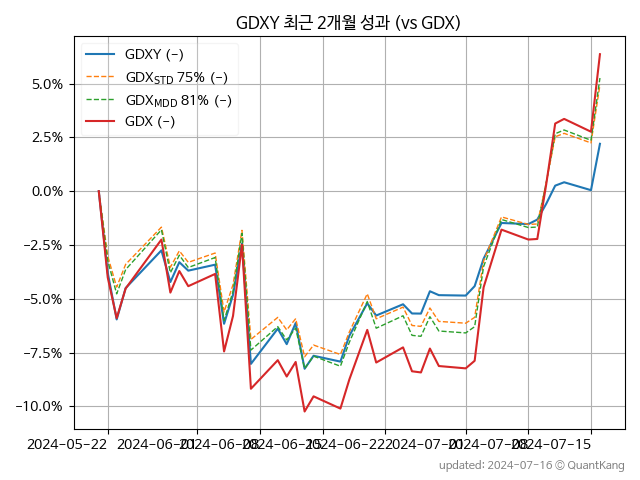 GDXY 최근 2개월 성과 (vs GDX)
GDXY (-)
GDX_STD 75% (-)
GDX_MDD 81% (-)
GDX (-)
5.0%
2.5%
0.0%
−2.5%
−5.0%
−7.5%
−10.0%
2024-05-22 2024-06-01 2024-06-08 2024-06-15 2024-06-22 2024-07-01 2024-07-08 2024-07-15
updated: 2024-07-16 © QuantKang